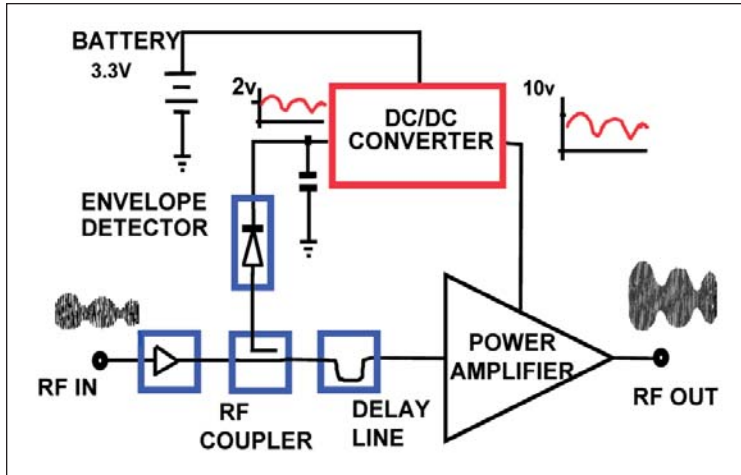 BATTERY
3.3V
2v
DC/DC
CONVERTER
10v
ENVELOPE
DETECTOR
POWER
AMPLIFIER
RF IN
RF
COUPLER
DELAY
LINE
RF OUT